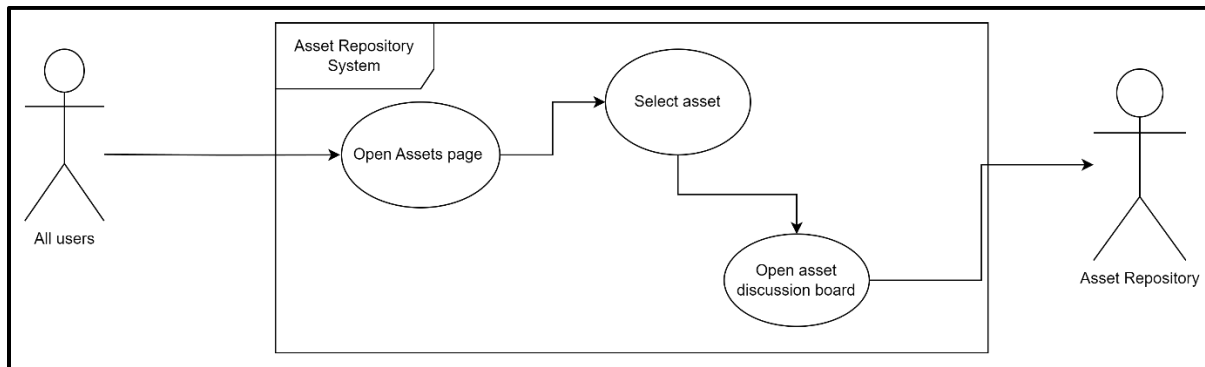 Asset Repository
System
Select asset
Open Assets page
All users
Open asset
discussion board
Asset Repository